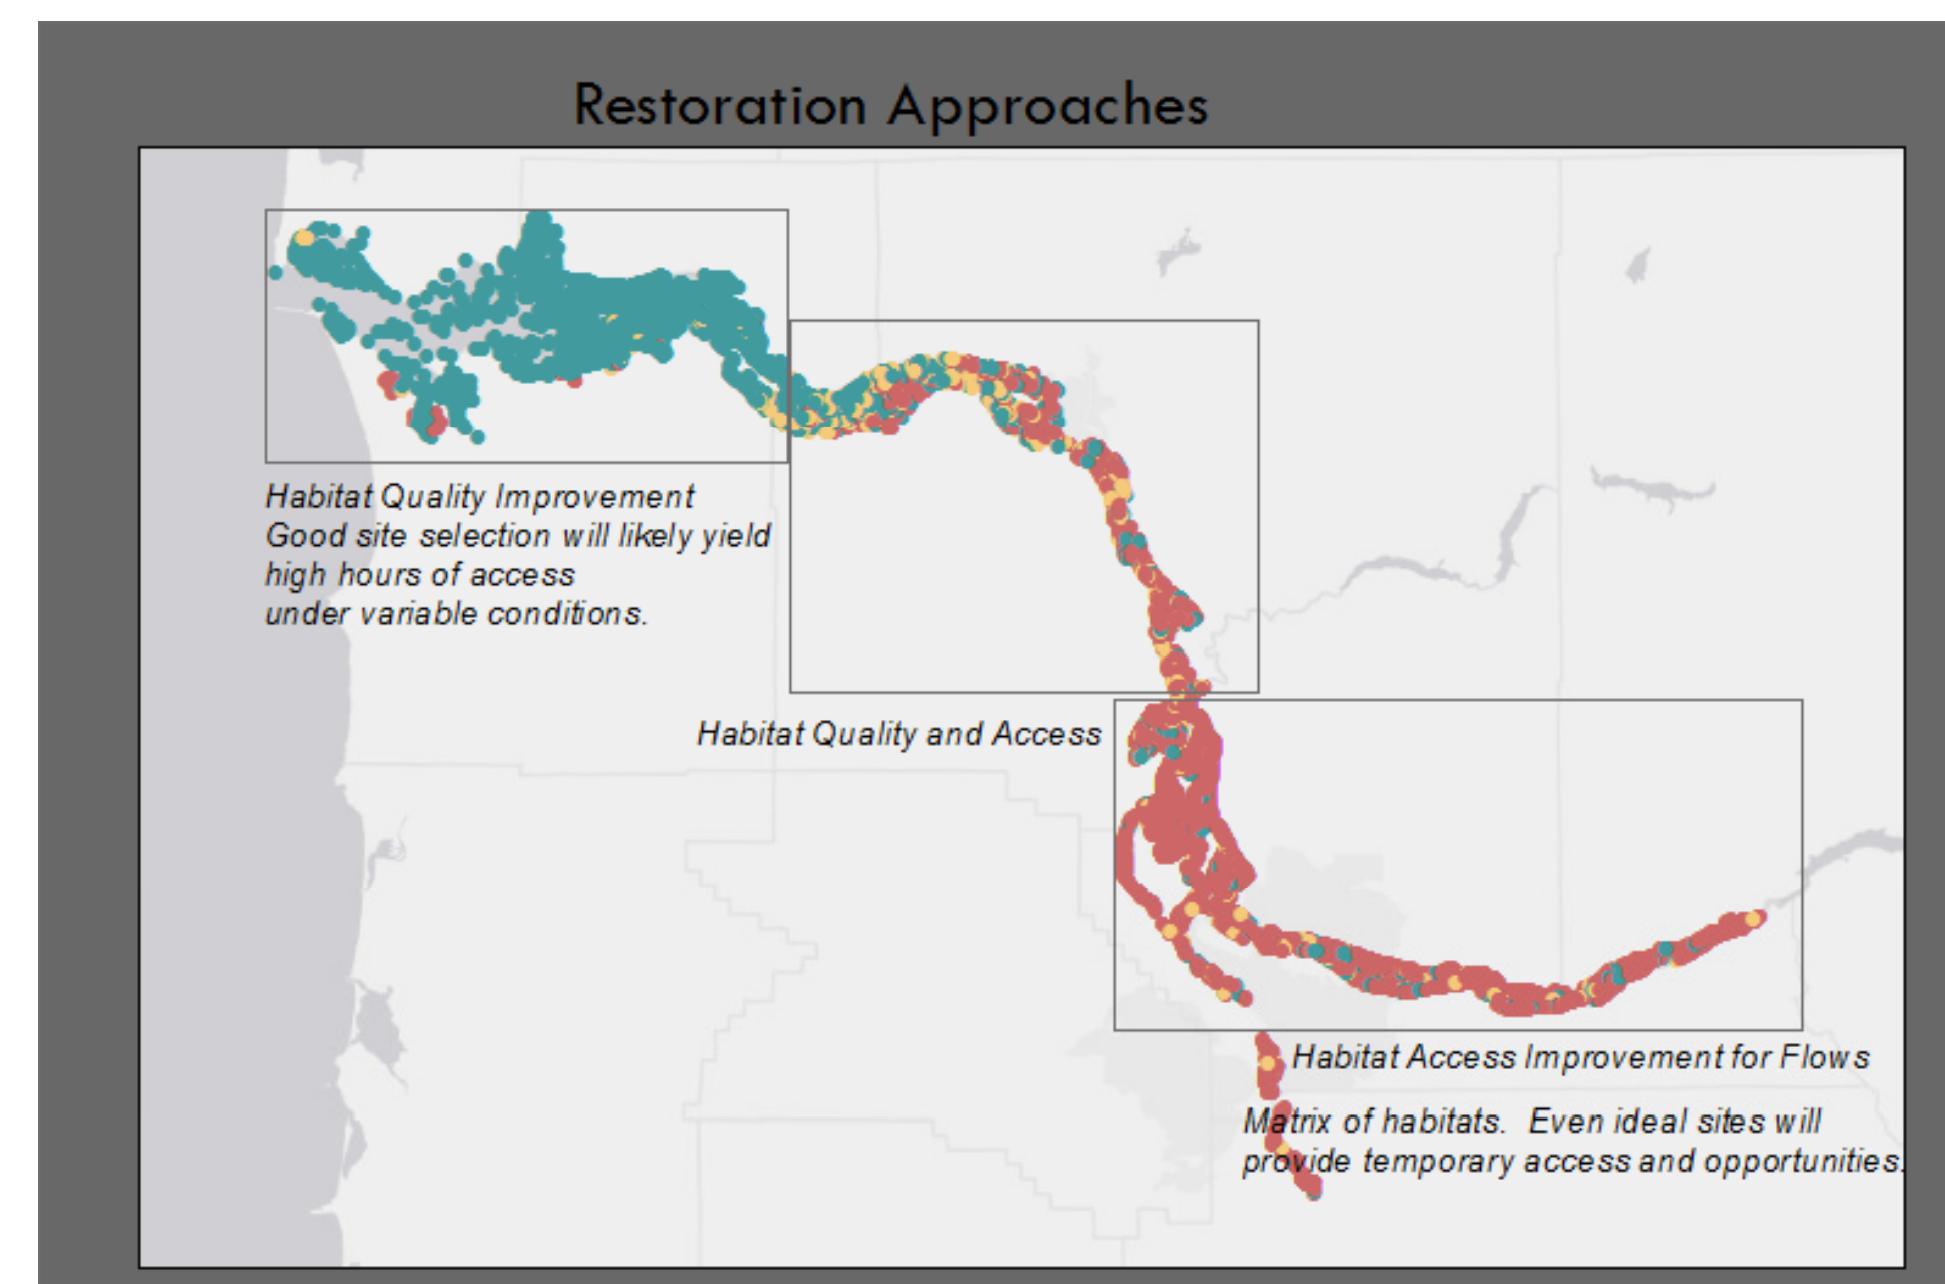 Restoration Approaches
Habitat Quality Improvement
Good site selection will likely yield
high hours of access
under variable conditions.
Habitat Quality and Access
Habitat Access Improvement for Flows
Matrix of habitats. Even ideal sites will
provide temporary access and opportunities.